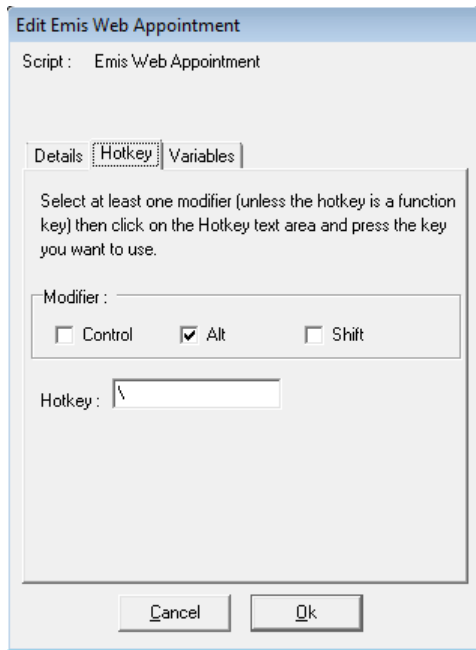 Edit Emis Web Appointment
Script : Emis Web Appointment
Details Hotkey Variables
Select at least one modifier (unless the hotkey is a function
key) then click on the Hotkey text area and press the key
you want to use.
Modifier :
Control Alt Shift
Hotkey : \
Cancel Ok